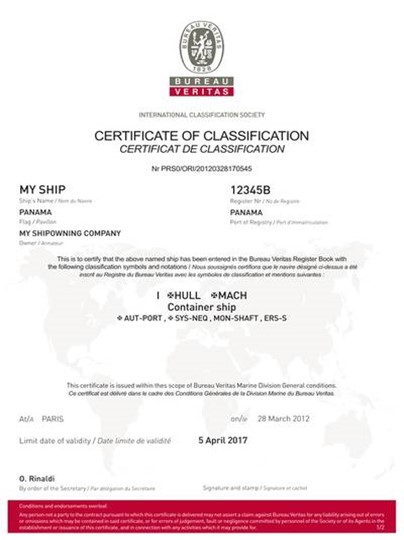 1828
BUREAU
VERITAS
INTERNATIONAL CLASSIFICATION SOCIETY
CERTIFICATE OF CLASSIFICATION
CERTIFICAT DE CLASSIFICATION
Nr PRS0/ORI/20120328170545
MY SHIP 12345B
Ship's Name / Nom du Navire Register Nr / No de Registre
PANAMA PANAMA
Flag / Pavillon Port of Registry / Port d'Immatriculation
MY SHIPOWNING COMPANY
Owner / Armateur
This is to certify that the above named ship has been entered in the Bureau Veritas Register Book with
the following classification symbols and notations / Nous soussignés certifions que le navire désigné ci-dessus a été
inscrit au Registre du Bureau Veritas avec les symboles de classification et mentions suivantes :
I ✠HULL ✠MACH
Container ship
✠ AUT-PORT , ✠ SYS-NEQ , MON-SHAFT , ERS-S
This certificate is issued within thes scope of Bureau Veritas Marine Division General conditions.
Ce certificat est délivré dans le cadre des Conditions Générales de la Division Marine du Bureau Veritas.
At/A PARIS on/le 28 March 2012
Limit date of validity / Date limite de validité 5 April 2017
O. Rinaldi
By order of the Secretary / Par délégation du Secrétaire Signature and stamp / Signature et cachet
Conditions and endorsements overleaf.
Any person not a party to the contract pursuant to which this certificate is delivered may not assert a claim against Bureau Veritas for any liability arising out of errors
or omissions which may be contained in said certificate, or for errors of judgement, fault or negligence committed by personnel of the Society or of its Agents in the
establishment or issuance of this certificate, and in connection with any activities which it may provide for. 1/2